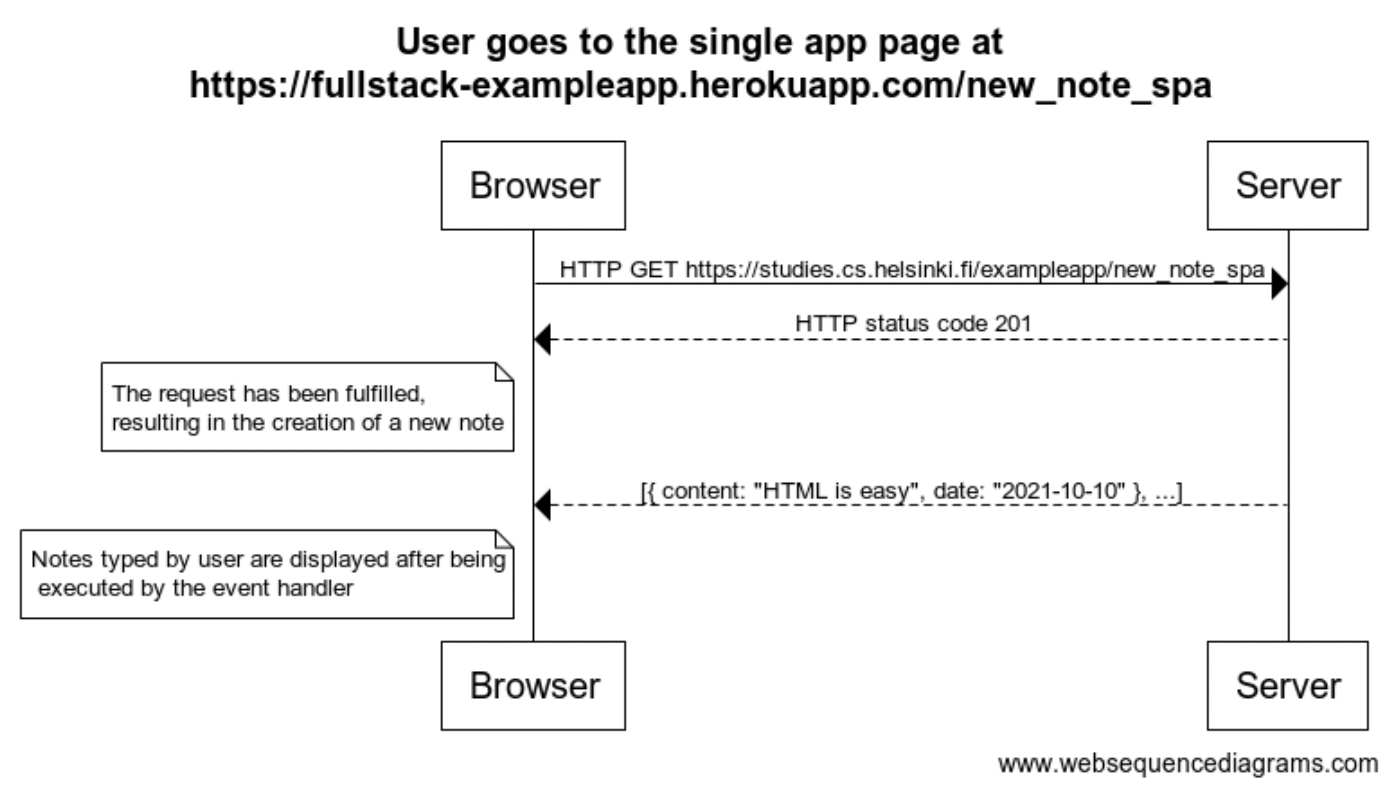 User goes to the single app page at
https://fullstack-exampleapp.herokuapp.com/new_note_spa
Browser
Server
HTTP GET https://studies.cs.helsinki.fi/exampleapp/new_note_spa
HTTP status code 201
The request has been fulfilled,
resulting in the creation of a new note
[{ content: "HTML is easy", date: "2021-10-10" }, ...]
Notes typed by user are displayed after being
executed by the event handler
Browser
Server
www.websequencediagrams.com